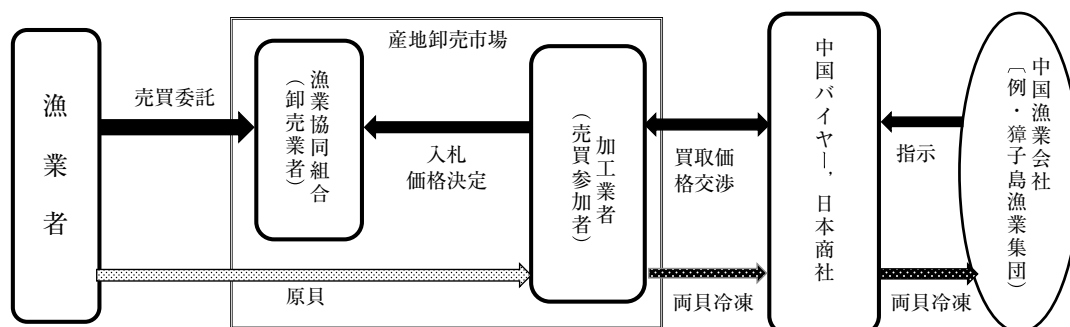 漁業者
売買委託
産地卸売市場
漁業協同組合
(卸売業者)
入札
価格決定
加工業者
(売買参加者)
買取価
格交渉
中国バイヤー，日本商社
指示
中国漁業会社
〔例・獐子島漁業集団〕
原貝
両貝冷凍
両貝冷凍